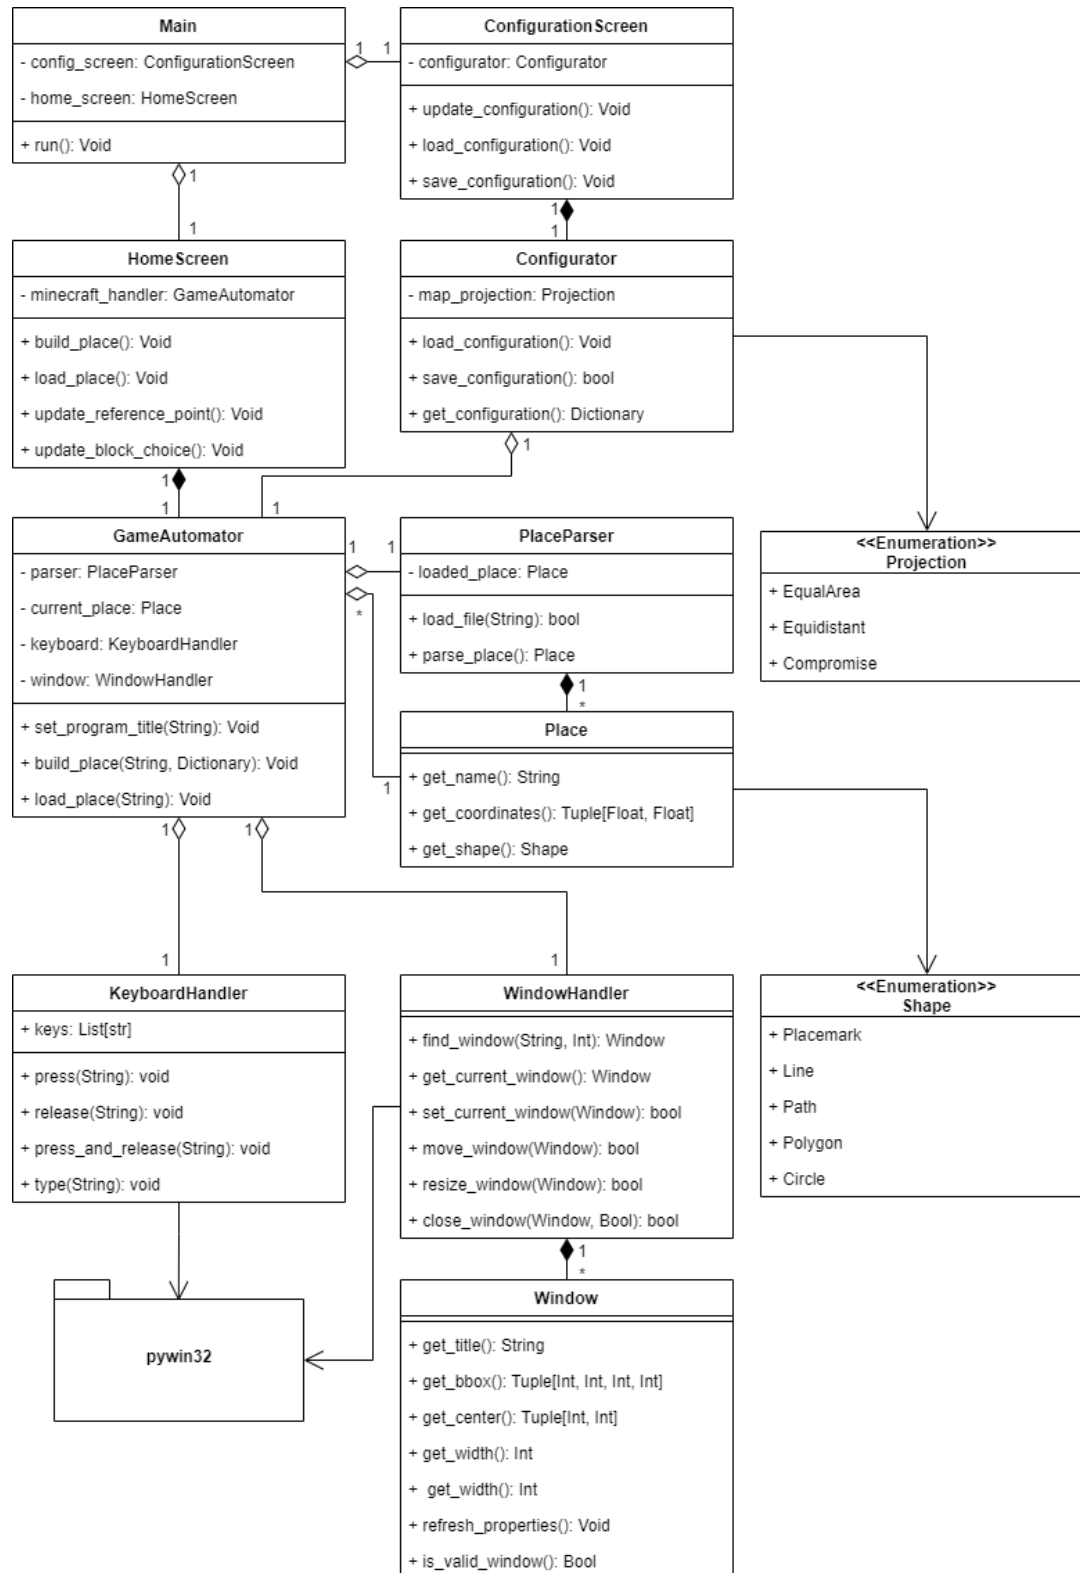 Main
- config_screen: ConfigurationScreen
- home_screen: HomeScreen
+ run(): Void
1
1
ConfigurationScreen
- configurator: Configurator
+ update_configuration(): Void
+ load_configuration(): Void
+ save_configuration(): Void
1
1
1
1
HomeScreen
- minecraft_handler: GameAutomator
+ build_place(): Void
+ load_place(): Void
+ update_reference_point(): Void
+ update_block_choice(): Void
Configurator
- map_projection: Projection
+ load_configuration(): Void
+ save_configuration(): bool
+ get_configuration(): Dictionary
1
1
1
1
GameAutomator
- parser: PlaceParser
- current_place: Place
- keyboard: KeyboardHandler
- window: WindowHandler
+ set_program_title(String): Void
+ build_place(String, Dictionary): Void
+ load_place(String): Void
1
1
*
1
PlaceParser
- loaded_place: Place
+ load_file(String): bool
+ parse_place(): Place
1
*
Place
+ get_name(): String
+ get_coordinates(): Tuple[Float, Float]
+ get_shape(): Shape
<<Enumeration>>
Projection
+ EqualArea
+ Equidistant
+ Compromise
1
1
1
1
KeyboardHandler
+ keys: List[str]
+ press(String): void
+ release(String): void
+ press_and_release(String): void
+ type(String): void
WindowHandler
+ find_window(String, Int): Window
+ get_current_window(): Window
+ set_current_window(Window): bool
+ move_window(Window): bool
+ resize_window(Window): bool
+ close_window(Window, Bool): bool
<<Enumeration>>
Shape
+ Placemark
+ Line
+ Path
+ Polygon
+ Circle
1
*
pywin32
Window
+ get_title(): String
+ get_bbox(): Tuple[Int, Int, Int, Int]
+ get_center(): Tuple[Int, Int]
+ get_width(): Int
+ get_width(): Int
+ refresh_properties(): Void
+ is_valid_window(): Bool